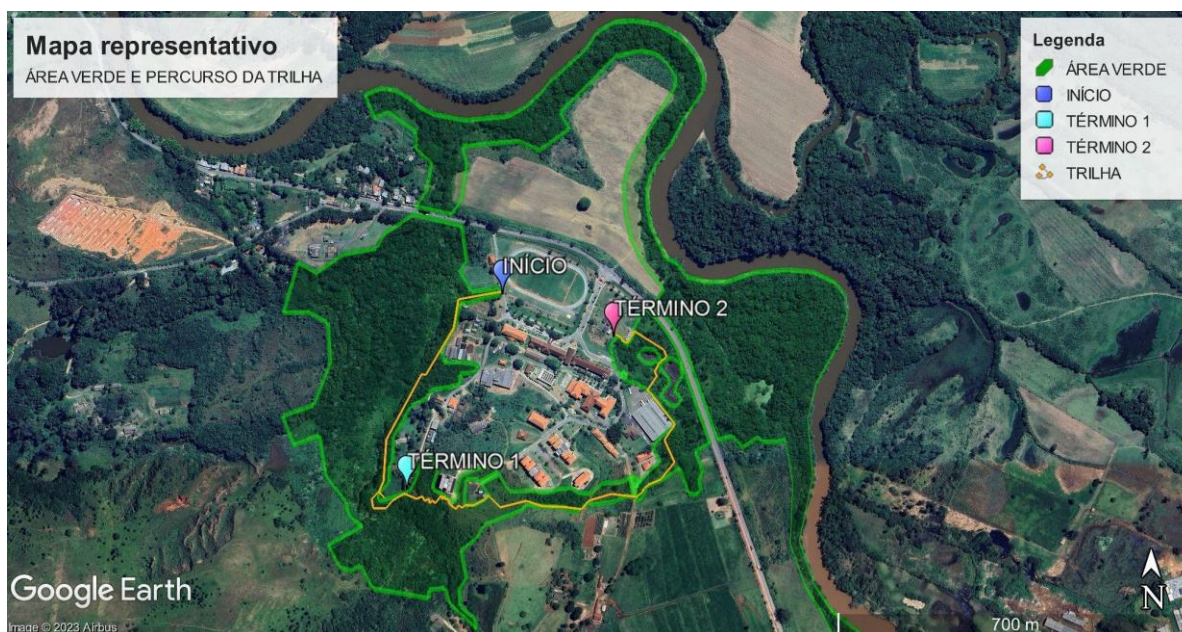 Mapa representativo
ÁREA VERDE E PERCURSO DA TRILHA
Legenda
ÁREA VERDE
INÍCIO
TÉRMINO 1
TÉRMINO 2
TRILHA
INÍCIO
TÉRMINO 2
TÉRMINO 1
Google Earth
Image © 2023 Airbus
700 m
N